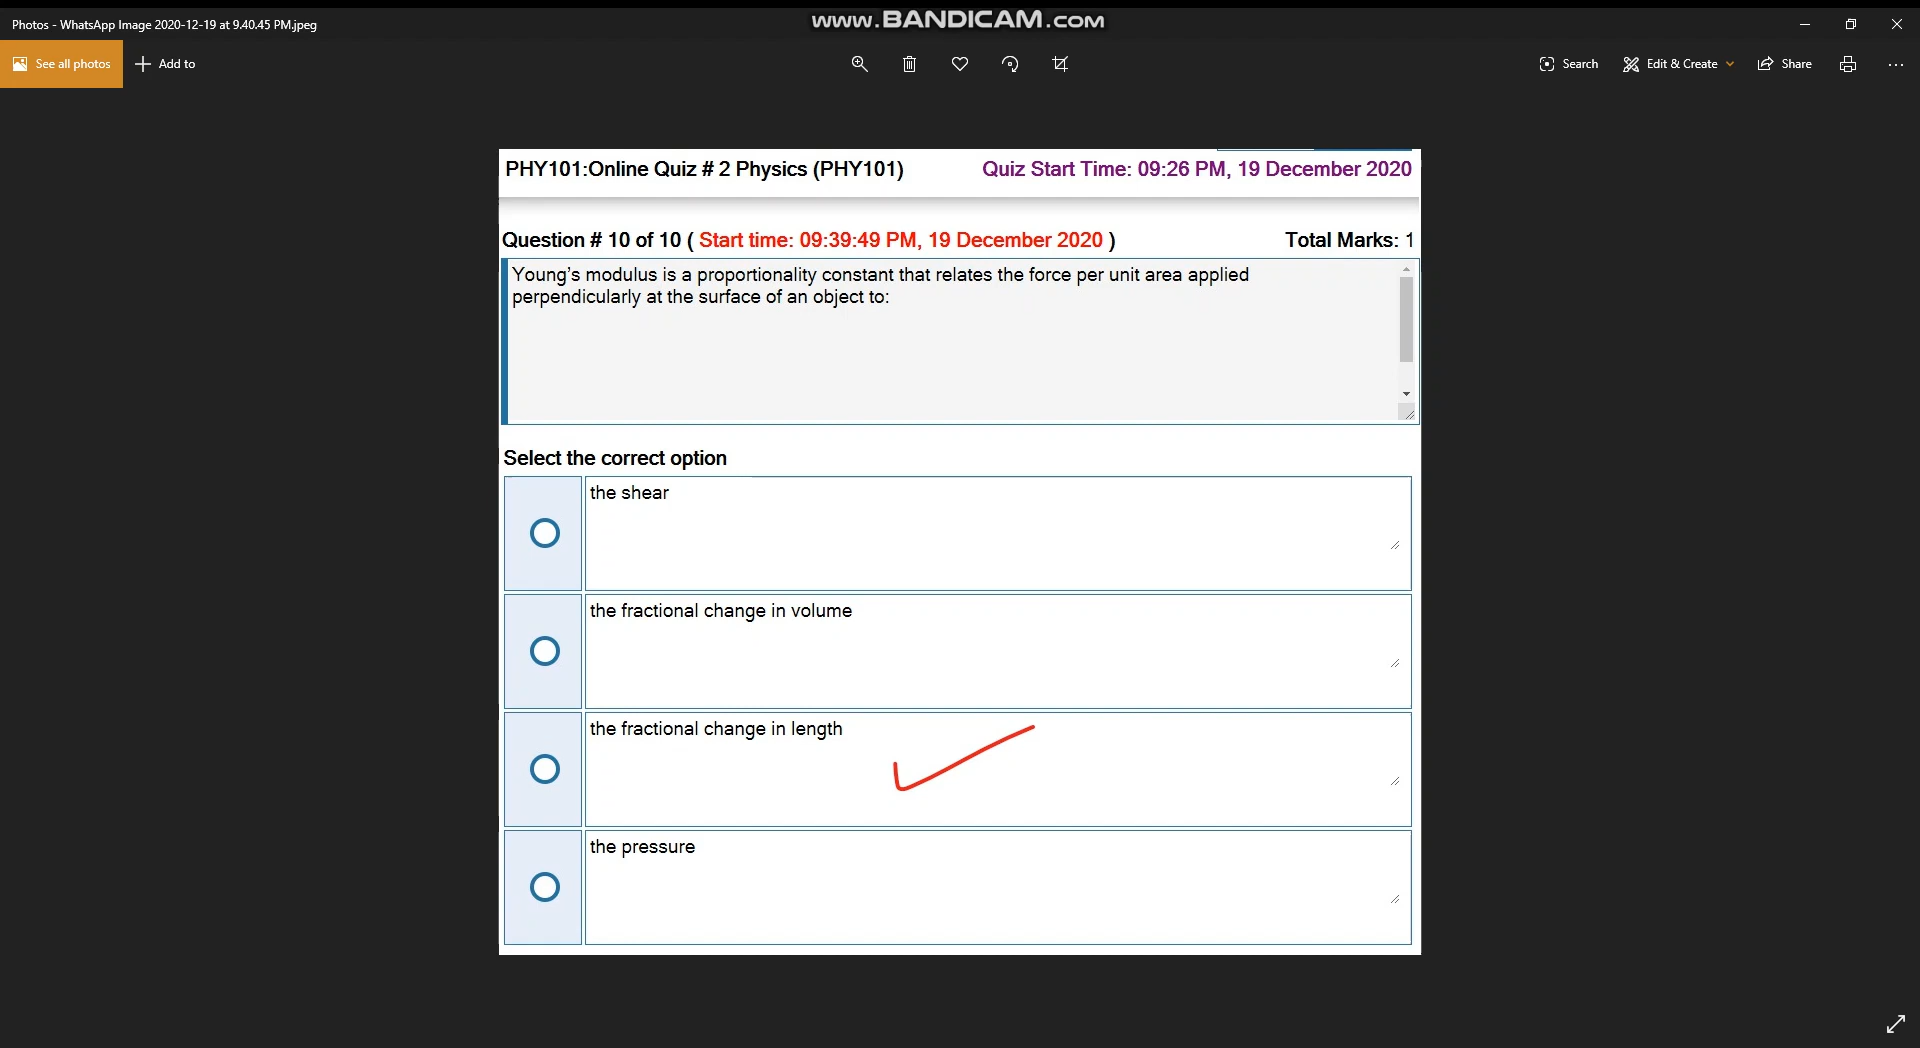 Photos - WhatsApp Image 2020-12-19 at 9.40.45 PM.jpeg
www.BANDICAM.COM
See all photos
Add to
Search
Edit & Create
Share
PHY101:Online Quiz # 2 Physics (PHY101)
Quiz Start Time: 09:26 PM, 19 December 2020
Question # 10 of 10 ( Start time: 09:39:49 PM, 19 December 2020 )
Total Marks: 1
Young's modulus is a proportionality constant that relates the force per unit area applied
perpendicularly at the surface of an object to:
Select the correct option
the shear
the fractional change in volume
the fractional change in length
the pressure